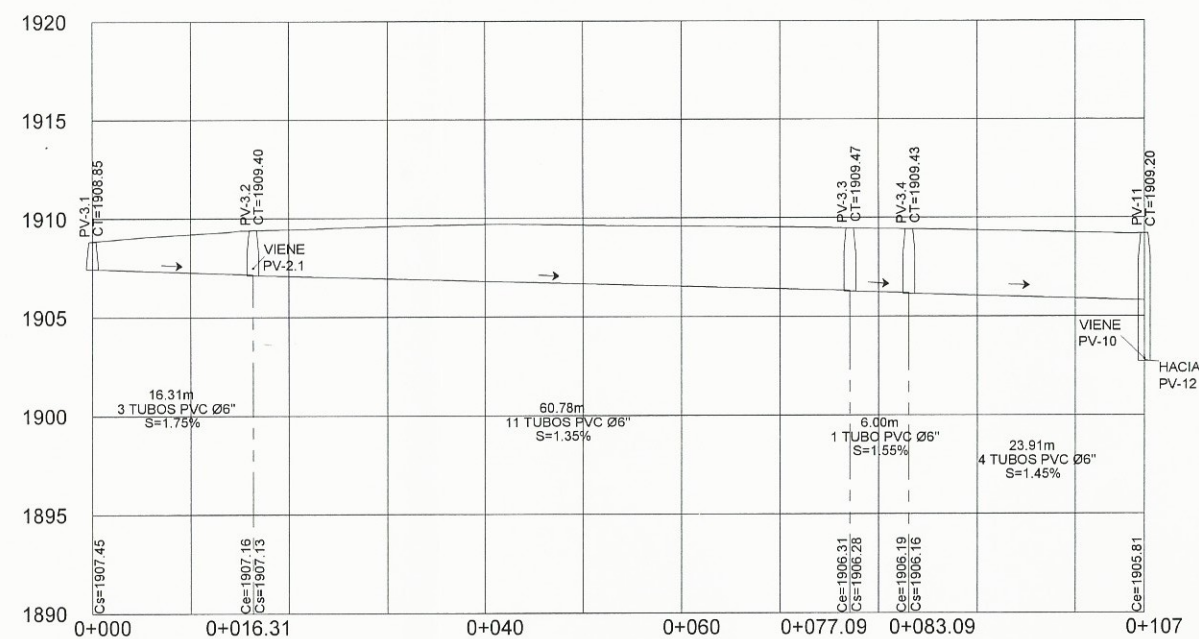 1920
1915
1910
1905
1900
1895
1890
PV-3.1
CT=1908.85
PV-3.2
CT=1909.40
VIENE
PV-2.1
PV-3.3
CT=1909.47
PV-3.4
CT=1909.43
PV-11
CT=1909.20
VIENE
PV-10
HACIA
PV-12
16.31m
3 TUBOS PVC Ø6"
S=1.75%
60.78m
11 TUBOS PVC Ø6"
S=1.35%
6.00m
1 TUBO PVC Ø6"
S=1.55%
23.91m
4 TUBOS PVC Ø6"
S=1.45%
Cs=1907.45
Ce=1907.16
Cs=1907.13
Ce=1906.31
Cs=1906.28
Ce=1906.19
Cs=1906.16
Ce=1905.81
0+000
0+016.31
0+040
0+060
0+077.09
0+083.09
0+107